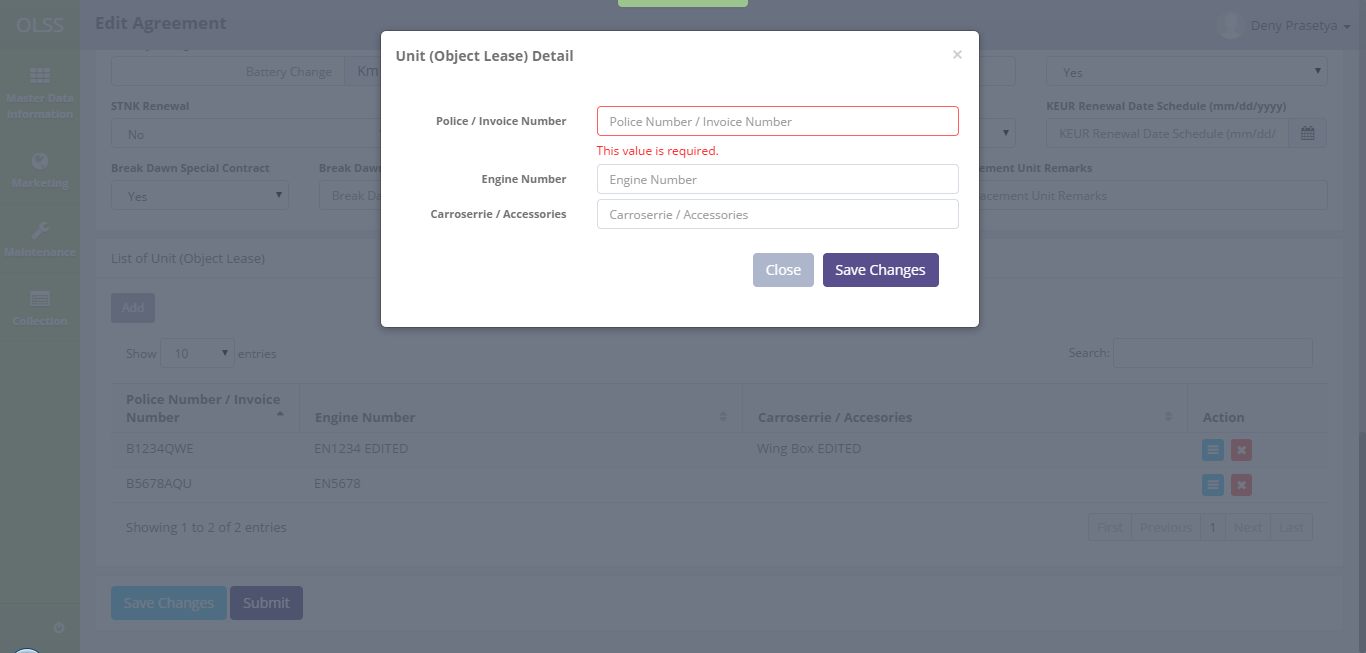 OLSS
Edit Agreement
Deny Prasetya
Master Data
Information
Marketing
Maintenance
Collection
Unit (Object Lease) Detail
×
Police / Invoice Number
Police Number / Invoice Number
This value is required.
Engine Number
Engine Number
Carroserrie / Accessories
Carroserrie / Accessories
Close
Save Changes
Battery Change
Km
Yes
STNK Renewal
KEUR Renewal Date Schedule (mm/dd/yyyy)
No
KEUR Renewal Date Schedule (mm/dd/
Break Dawn Special Contract
Break Daw
ement Unit Remarks
Yes
Break Da
acement Unit Remarks
List of Unit (Object Lease)
Add
Show 10 entries
Search:
Police Number / Invoice
Number
Engine Number
Carroserrie / Accesories
Action
B1234QWE EN1234 EDITED Wing Box EDITED
B5678AQU EN5678
Showing 1 to 2 of 2 entries
First Previous 1 Next Last
Save Changes Submit